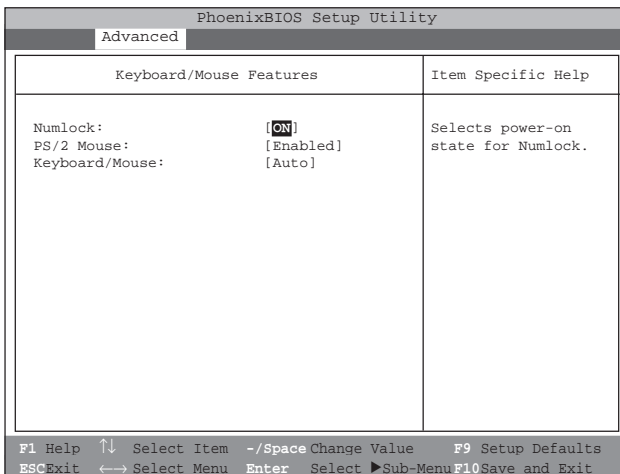 PhoenixBIOS Setup Utility
Advanced
Keyboard/Mouse Features
Item Specific Help
Numlock: [ON]
PS/2 Mouse: [Enabled]
Keyboard/Mouse: [Auto]
Selects power-on
state for Numlock.
F1 Help ↑↓ Select Item -/Space Change Value F9 Setup Defaults
ESC Exit ←→ Select Menu Enter Select ▶Sub-Menu F10 Save and Exit